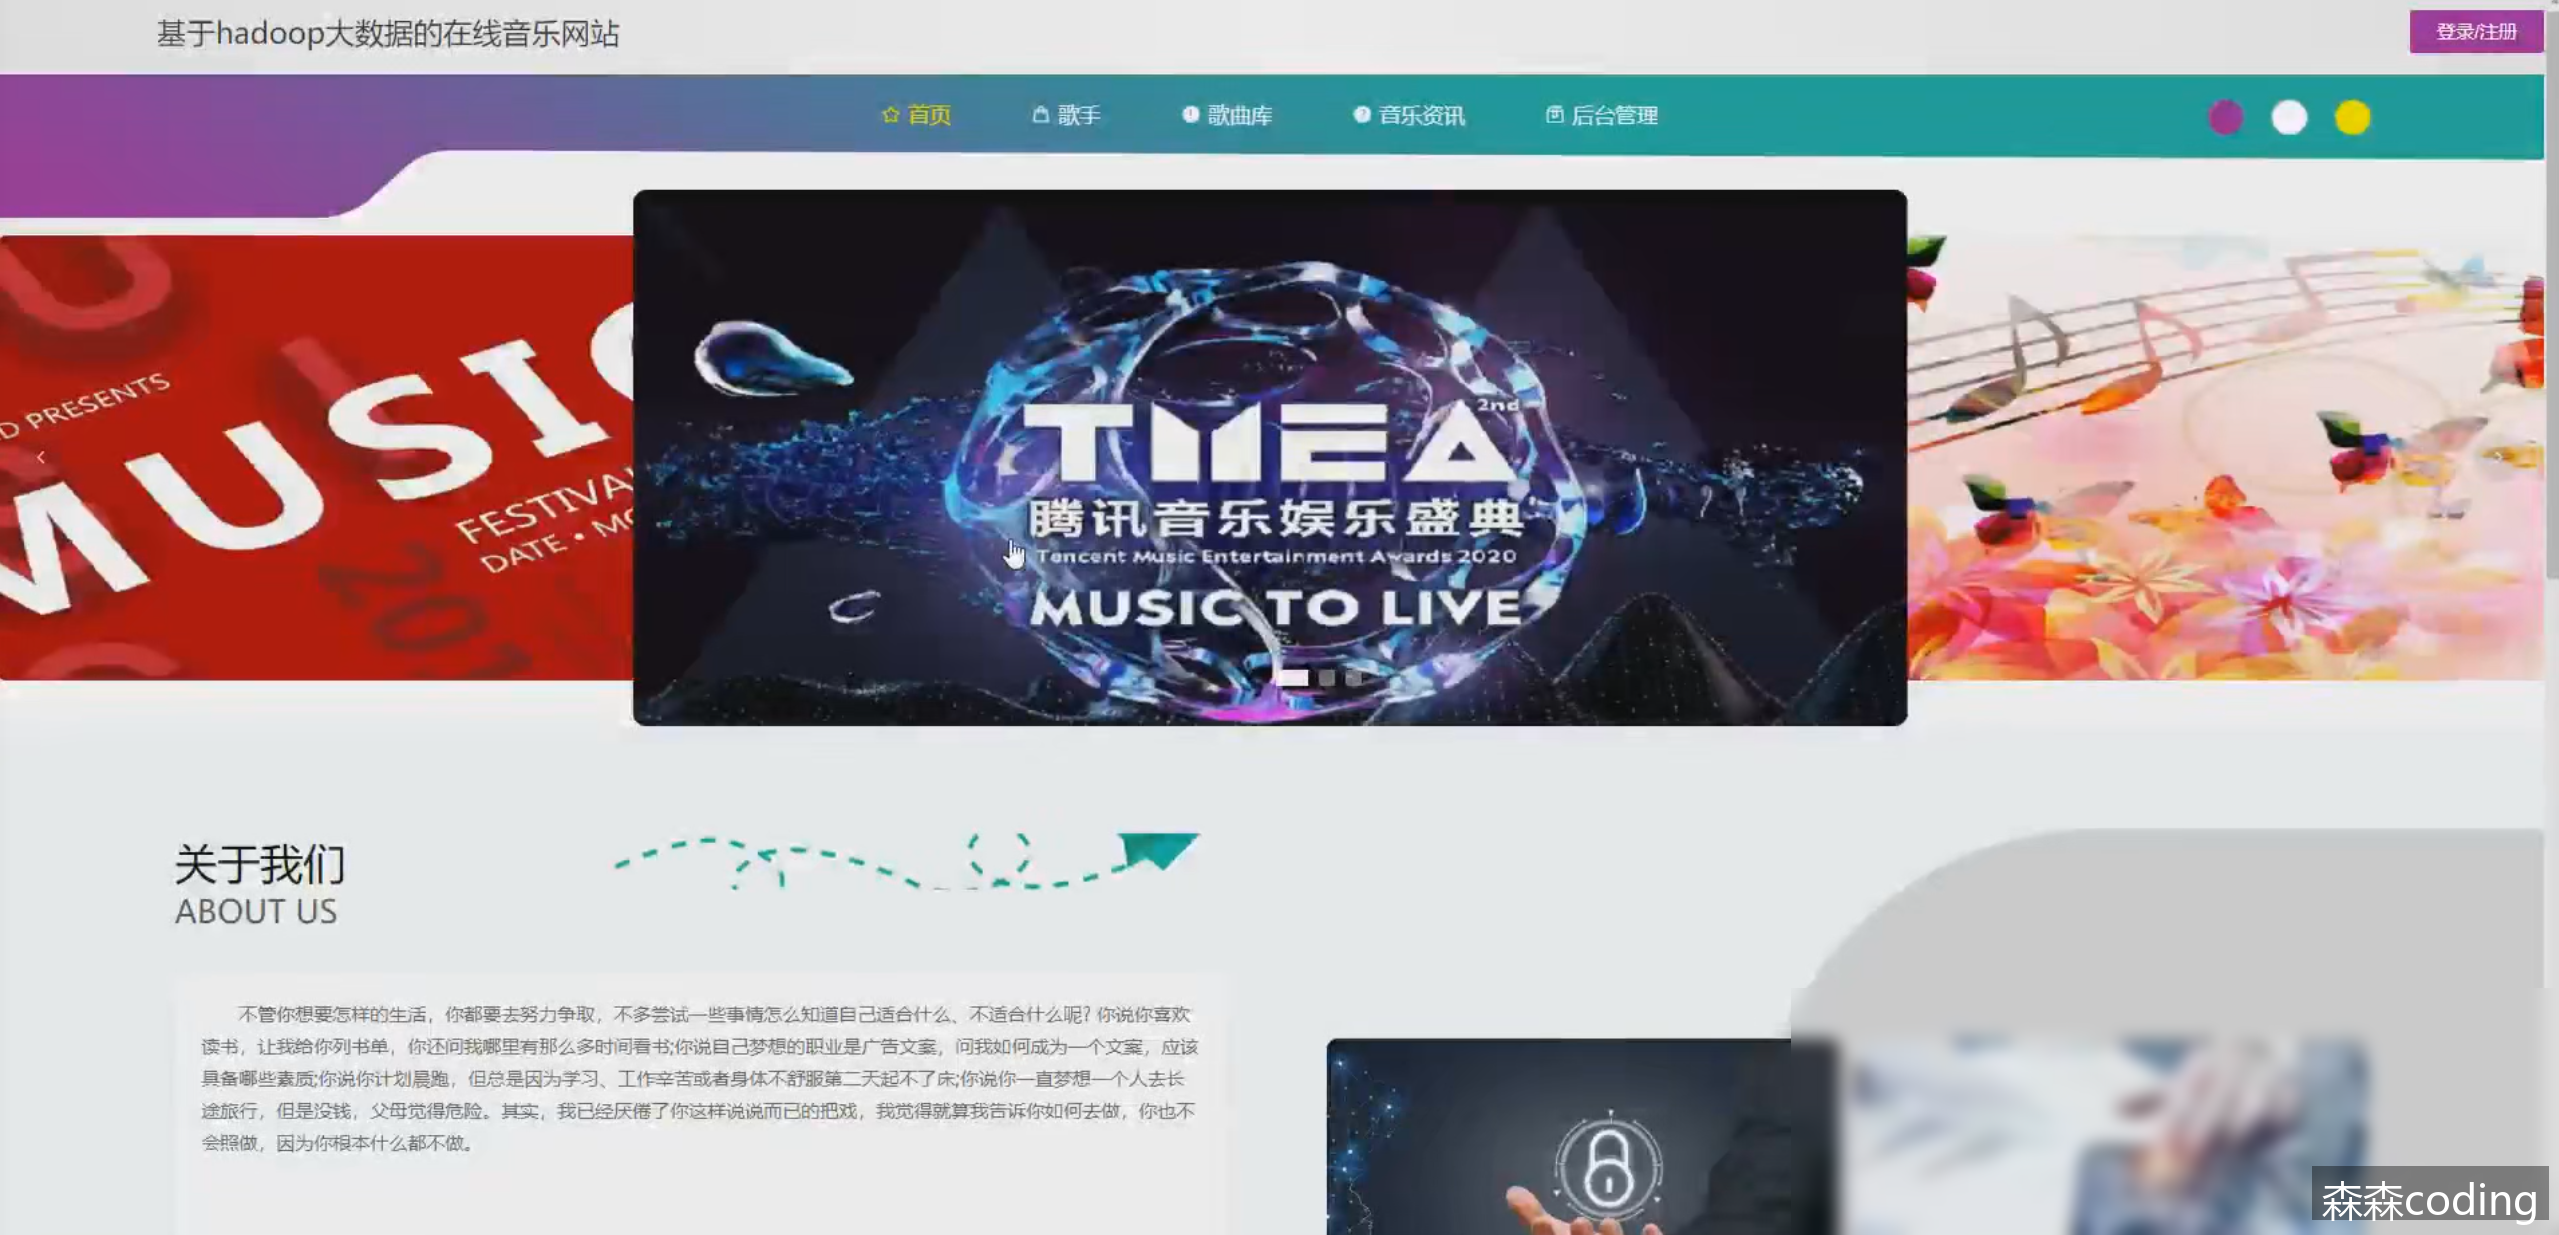 基于hadoop大数据的在线音乐网站
登录/注册
首页
歌手
歌曲库
音乐资讯
后台管理
D PRESENTS
MUSIC
FESTIVA
DATE • MO
201
2nd
TMEA
腾讯音乐娱乐盛典
Tencent Music Entertainment Awards 2020
MUSIC TO LIVE
关于我们
ABOUT US
不管你想要怎样的生活，你都要去努力争取，不多尝试一些事情怎么知道自己适合什么、不适合什么呢? 你说你喜欢
读书，让我给你列书单，你还问我哪里有那么多时间看书;你说自己梦想的职业是广告文案，问我如何成为一个文案，应该
具备哪些素质;你说你计划晨跑，但总是因为学习、工作辛苦或者身体不舒服第二天起不了床;你说你一直梦想一个人去长
途旅行，但是没钱，父母觉得危险。其实，我已经厌倦了你这样说说而已的把戏，我觉得就算我告诉你如何去做，你也不
会照做，因为你根本什么都不做。
森森coding